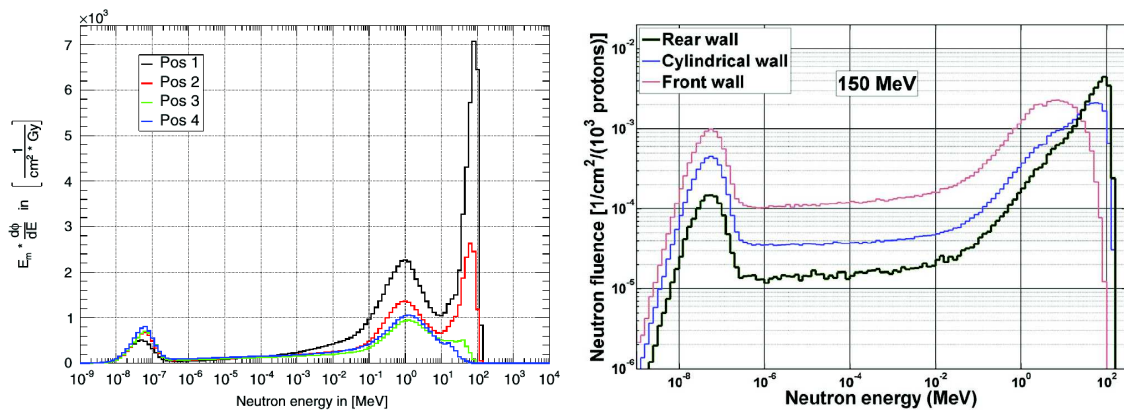 ×10³
7
6
5
4
3
2
1
0
E_m * dϕ/dE in [1/(cm² * Gy)]
Pos 1
Pos 2
Pos 3
Pos 4
10⁻⁹ 10⁻⁸ 10⁻⁷ 10⁻⁶ 10⁻⁵ 10⁻⁴ 10⁻³ 10⁻² 10⁻¹ 10⁰ 10¹ 10² 10³ 10⁴
Neutron energy in [MeV]
Neutron fluence [1/cm²/(10³ protons)]
Rear wall
Cylindrical wall
Front wall
150 MeV
10⁻²
10⁻³
10⁻⁴
10⁻⁵
10⁻⁶
10⁻⁸ 10⁻⁶ 10⁻⁴ 10⁻² 10⁰ 10²
Neutron energy (MeV)